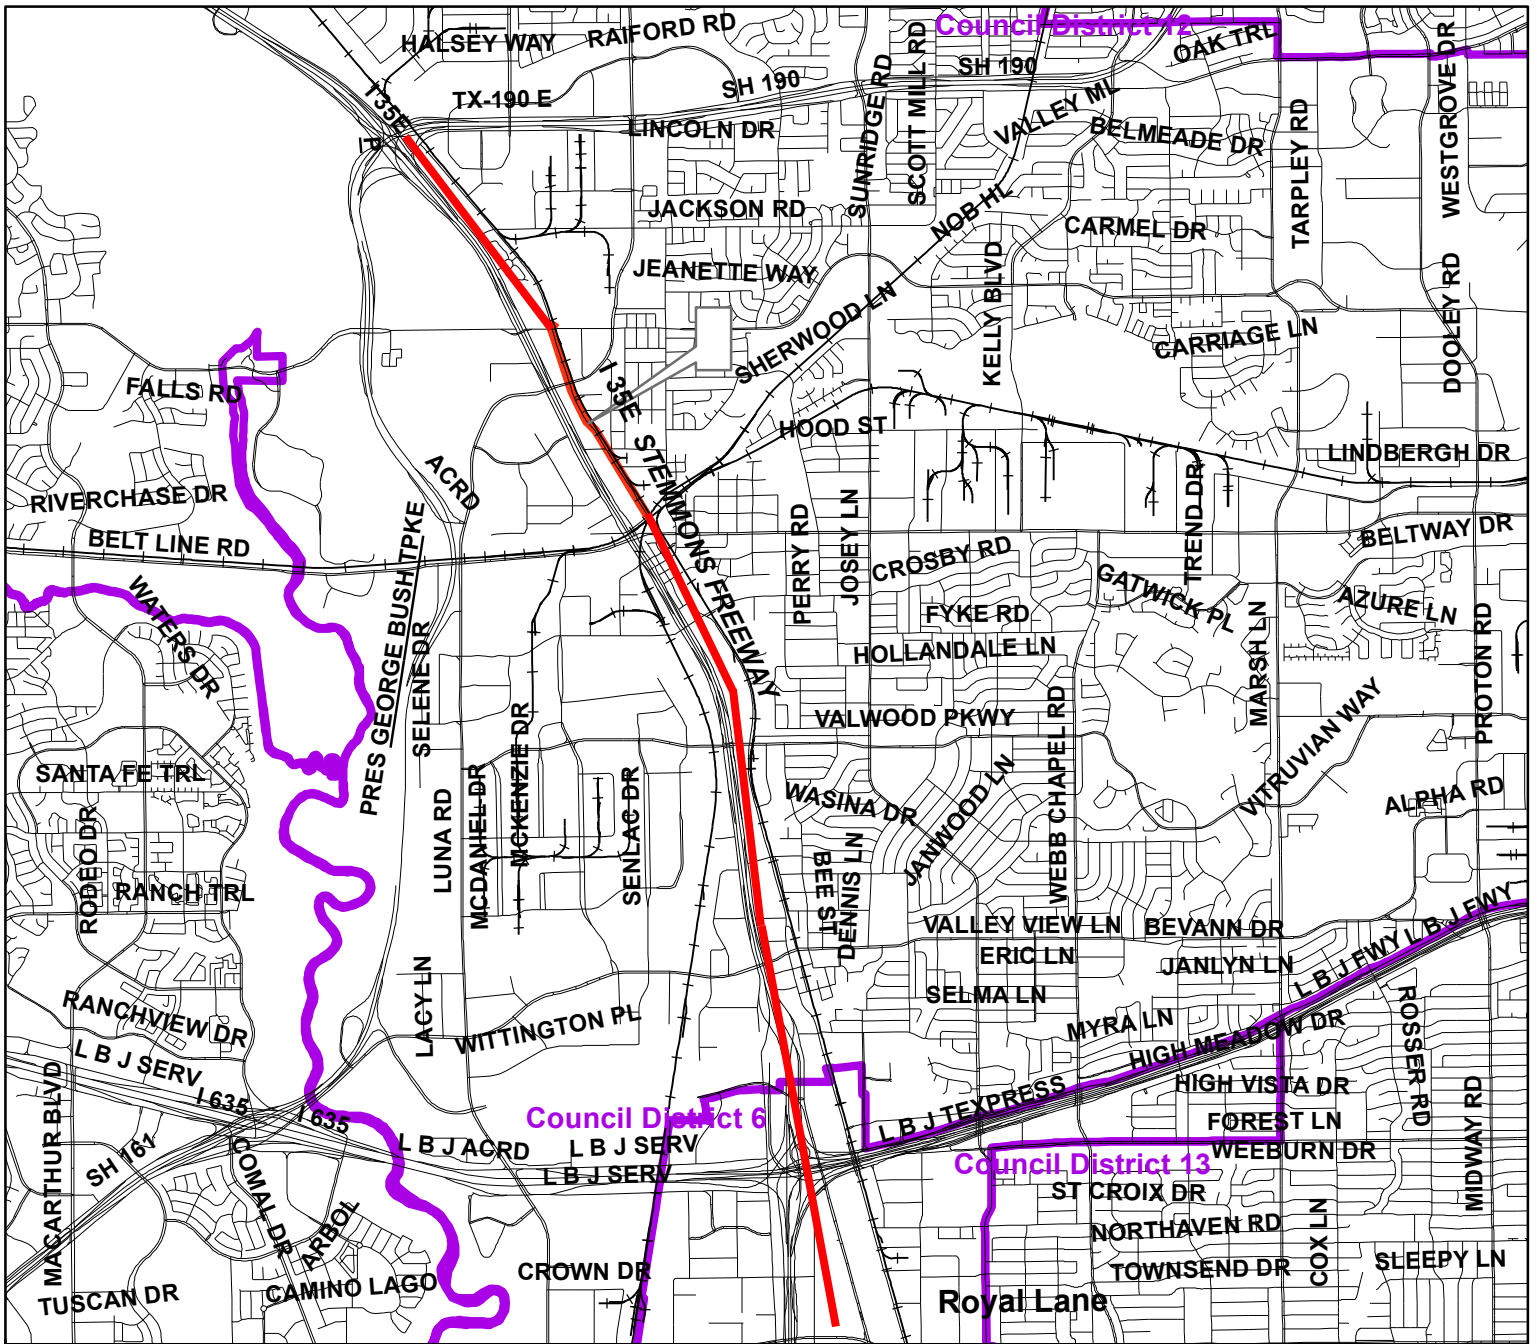 Council District 12
HALSEY WAY
RAIFORD RD
OAK TRL
SCOTT MILL RD
WESTGROVE DR
SH 190
SH 190
TX-190 E
I 35E
SUNRIDGE RD
VALLEY ML
LINCOLN DR
BELMEADE DR
TARPLEY RD
JACKSON RD
NOB HL
CARMEL DR
JEANETTE WAY
KELLY BLVD
DOOLEY RD
SHERWOOD LN
CARRIAGE LN
FALLS RD
I 35E
STEMMONS FREEWAY
HOOD ST
LINDBERGH DR
ACRD
RIVERCHASE DR
TREND DR
BELTWAY DR
BELT LINE RD
PERRY RD
JOSEY LN
CROSBY RD
GATWICK PL
AZURE LN
WATERS DR
PRES GEORGE BUSH TPKE
SELENE DR
FYKE RD
HOLLANDALE LN
MARSH LN
PROTON RD
VALWOOD PKWY
WEBB CHAPEL RD
VITRUVIAN WAY
SANTA FE TRL
MCKENZIE DR
MCDANIEL DR
LUNA RD
SENLAC DR
WASINA DR
JANWOOD LN
ALPHA RD
RODEO DR
RANCH TRL
BEE ST
DENNIS LN
VALLEY VIEW LN
BEVANN DR
L B J FWY
L B J FWY
ERIC LN
JANLYN LN
SELMA LN
LACY LN
RANCHVIEW DR
WITTINGTON PL
MYRA LN
HIGH MEADOW DR
ROSSER RD
L B J SERV
I 635
I 635
MACARTHUR BLVD
L B J TEXPRESS
HIGH VISTA DR
MIDWAY RD
Council District 6
FOREST LN
L B J ACRD
L B J SERV
L B J SERV
WEEBURN DR
Council District 13
SH 161
COMAL DR
ARBOL
ST CROIX DR
NORTHAVEN RD
COX LN
SLEEPY LN
TOWNSEND DR
CROWN DR
CAMINO LAGO
TUSCAN DR
Royal Lane